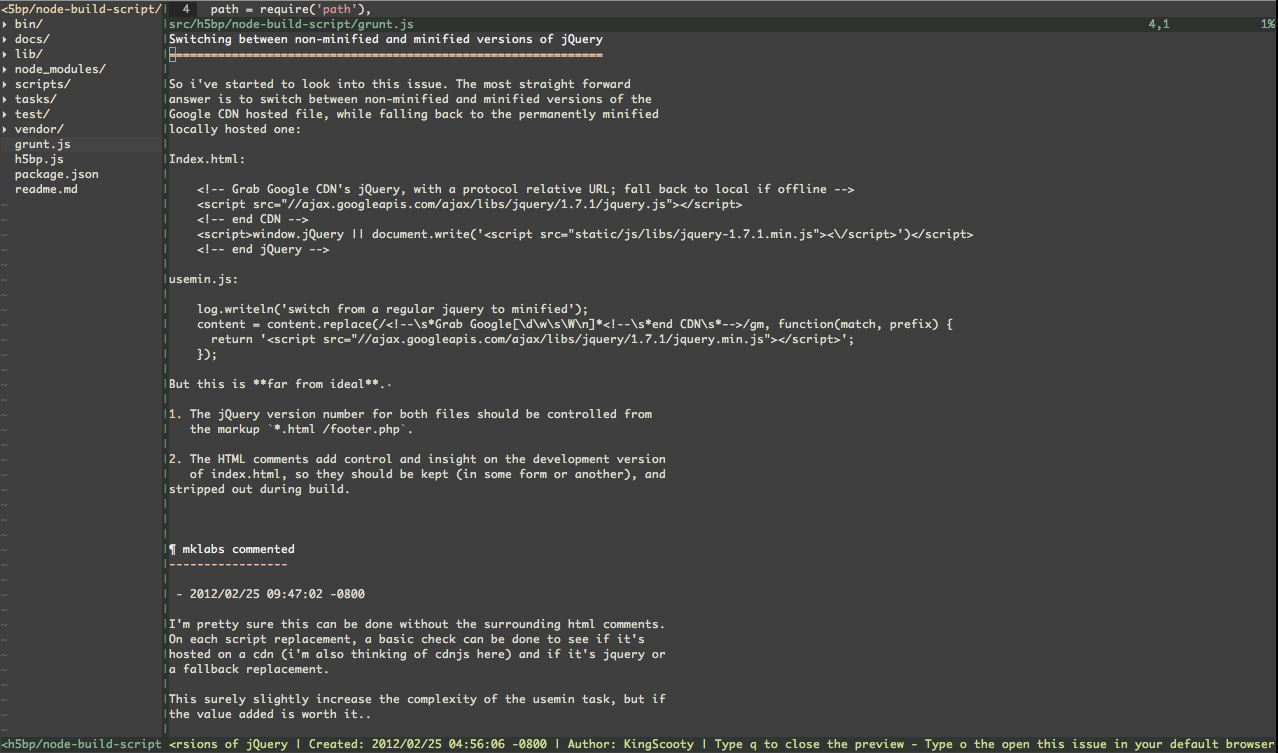 <5bp/node-build-script/
▸ bin/
▸ docs/
▸ lib/
▸ node_modules/
▸ scripts/
▸ tasks/
▸ test/
▸ vendor/
grunt.js
h5bp.js
package.json
readme.md
<h5bp/node-build-script
4 path = require('path'),
src/h5bp/node-build-script/grunt.js 4,1 1%
Switching between non-minified and minified versions of jQuery
==============================================================
So i've started to look into this issue. The most straight forward
answer is to switch between non-minified and minified versions of the
Google CDN hosted file, while falling back to the permanently minified
locally hosted one:
Index.html:
<!-- Grab Google CDN's jQuery, with a protocol relative URL; fall back to local if offline -->
<script src="//ajax.googleapis.com/ajax/libs/jquery/1.7.1/jquery.js"></script>
<!-- end CDN -->
<script>window.jQuery || document.write('<script src="static/js/libs/jquery-1.7.1.min.js"><\/script>')</script>
<!-- end jQuery -->
usemin.js:
log.writeln('switch from a regular jquery to minified');
content = content.replace(/<!--\s*Grab Google[\d\w\s\W\n]*<!--\s*end CDN\s*-->/gm, function(match, prefix) {
return '<script src="//ajax.googleapis.com/ajax/libs/jquery/1.7.1/jquery.min.js"></script>';
});
But this is **far from ideal**.·
1. The jQuery version number for both files should be controlled from
the markup `*.html /footer.php`.
2. The HTML comments add control and insight on the development version
of index.html, so they should be kept (in some form or another), and
stripped out during build.
¶ mklabs commented
-----------------
- 2012/02/25 09:47:02 -0800
I'm pretty sure this can be done without the surrounding html comments.
On each script replacement, a basic check can be done to see if it's
hosted on a cdn (i'm also thinking of cdnjs here) and if it's jquery or
a fallback replacement.
This surely slightly increase the complexity of the usemin task, but if
the value added is worth it..
<rsions of jQuery | Created: 2012/02/25 04:56:06 -0800 | Author: KingScooty | Type q to close the preview - Type o the open this issue in your default browser